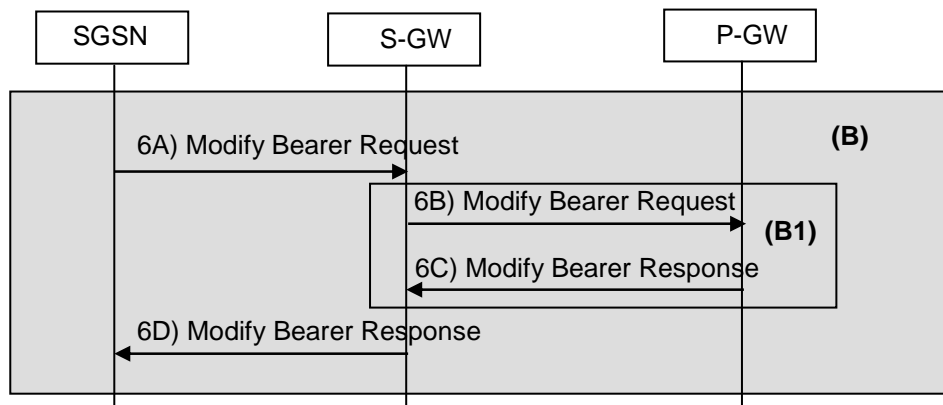 SGSN
S-GW
P-GW
(B)
6A) Modify Bearer Request
6B) Modify Bearer Request
(B1)
6C) Modify Bearer Response
6D) Modify Bearer Response